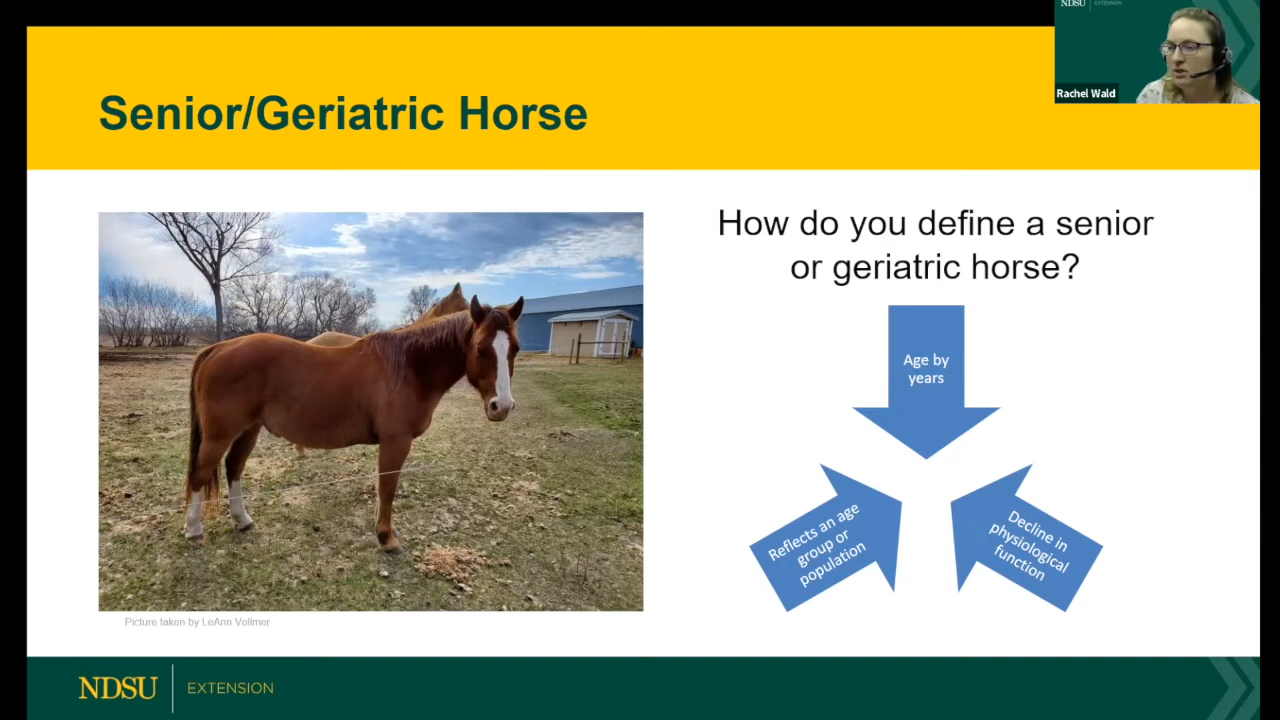 NDSU EXTENSION
Rachel Wald
Senior/Geriatric Horse
How do you define a senior
or geriatric horse?
Age by
years
Reflects an age
group or
population
Decline in
physiological
function
Picture taken by LeAnn Vollmer
NDSU EXTENSION